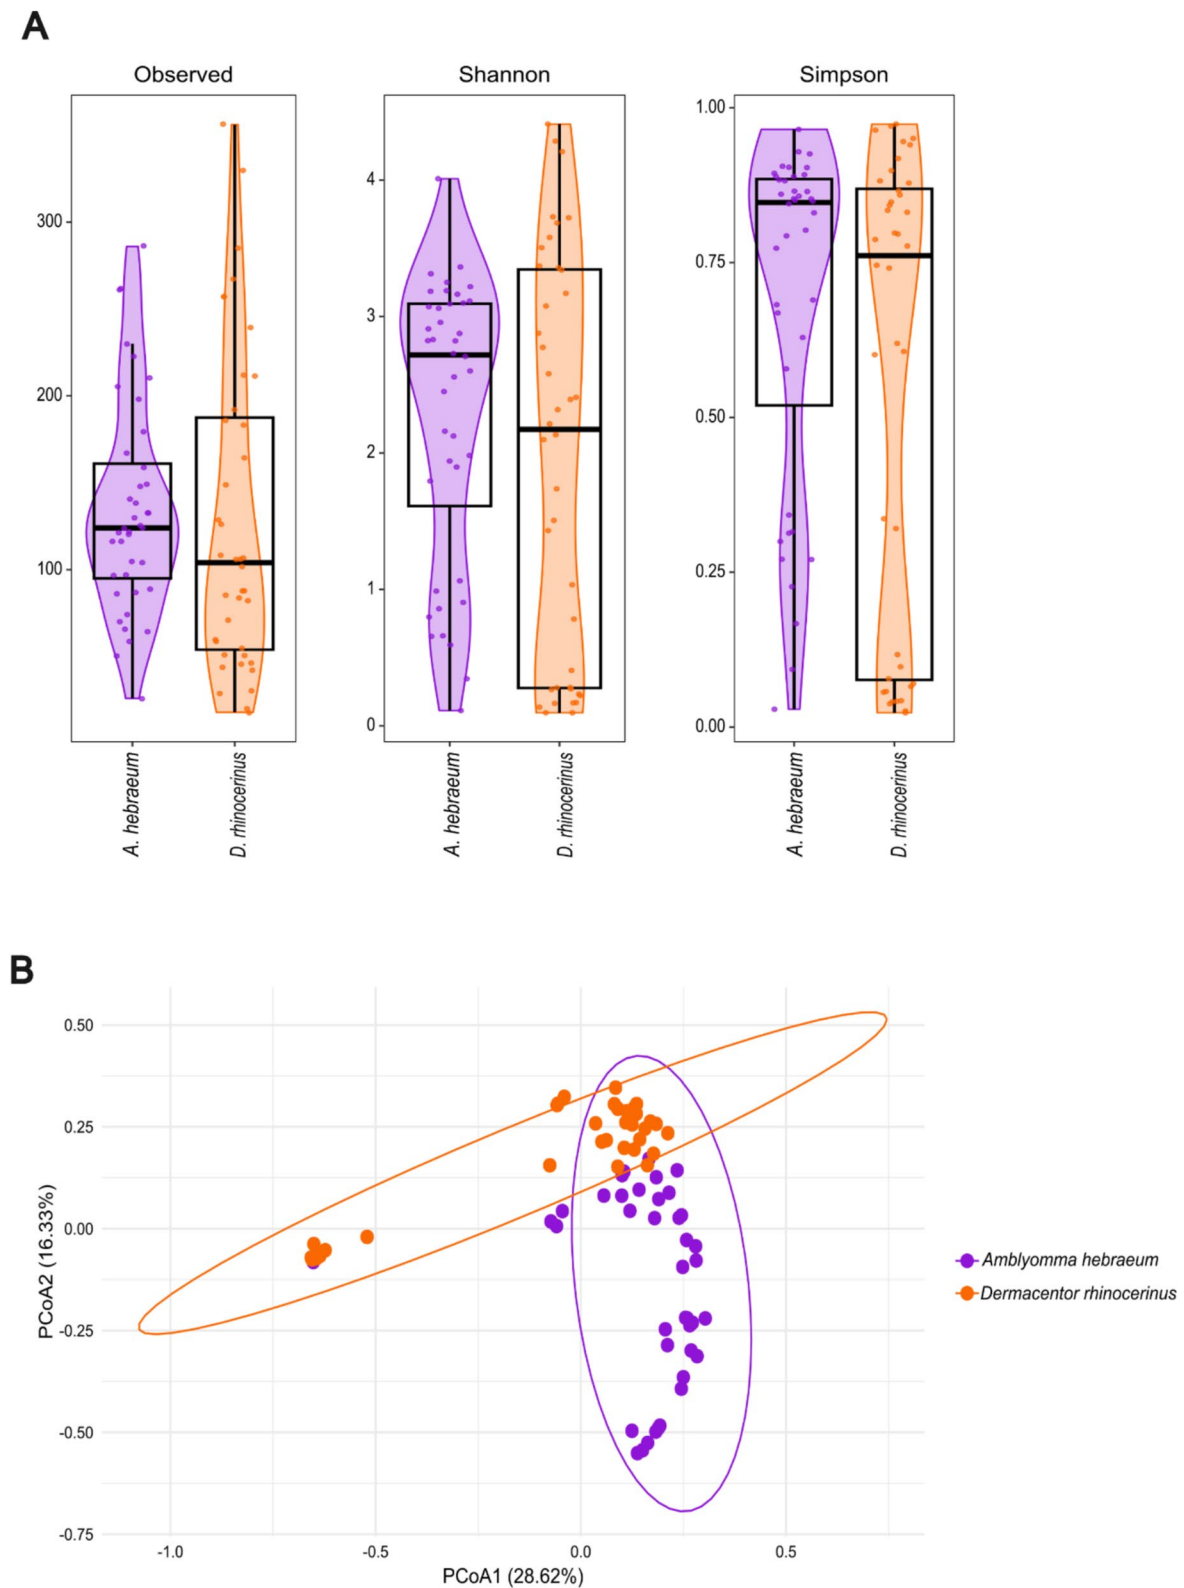 A
Observed
Shannon
Simpson
300
200
100
4
3
2
1
0
1.00
0.75
0.50
0.25
0.00
A. hebraeum
D. rhinocerinus
A. hebraeum
D. rhinocerinus
A. hebraeum
D. rhinocerinus
B
PCoA2 (16.33%)
0.50
0.25
0.00
-0.25
-0.50
-0.75
-1.0
-0.5
0.0
0.5
PCoA1 (28.62%)
Amblyomma hebraeum
Dermacentor rhinocerinus